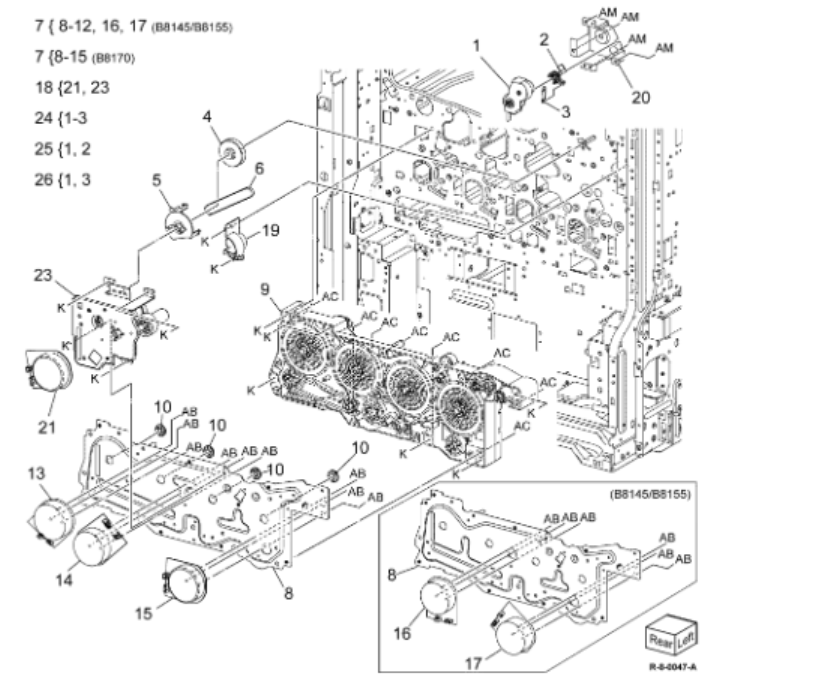 7 { 8-12, 16, 17 (B8145/B8155)
7 {8-15 (B8170)
18 {21, 23
24 {1-3
25 {1, 2
26 {1, 3
AM
AM
AM
1
2
3
20
4
5
6
K
19
K
23
K
K
K
K
21
9
AC
K
K
AC
AC
AC
AC
AC
AC
K
K
AC
K
K
10
AB
AB
10
AB
AB AB AB
10
10
AB
AB
AB
13
14
15
8
(B8145/B8155)
AB AB AB
AB
AB
8
16
17
Rear Left
R-8-0047-A